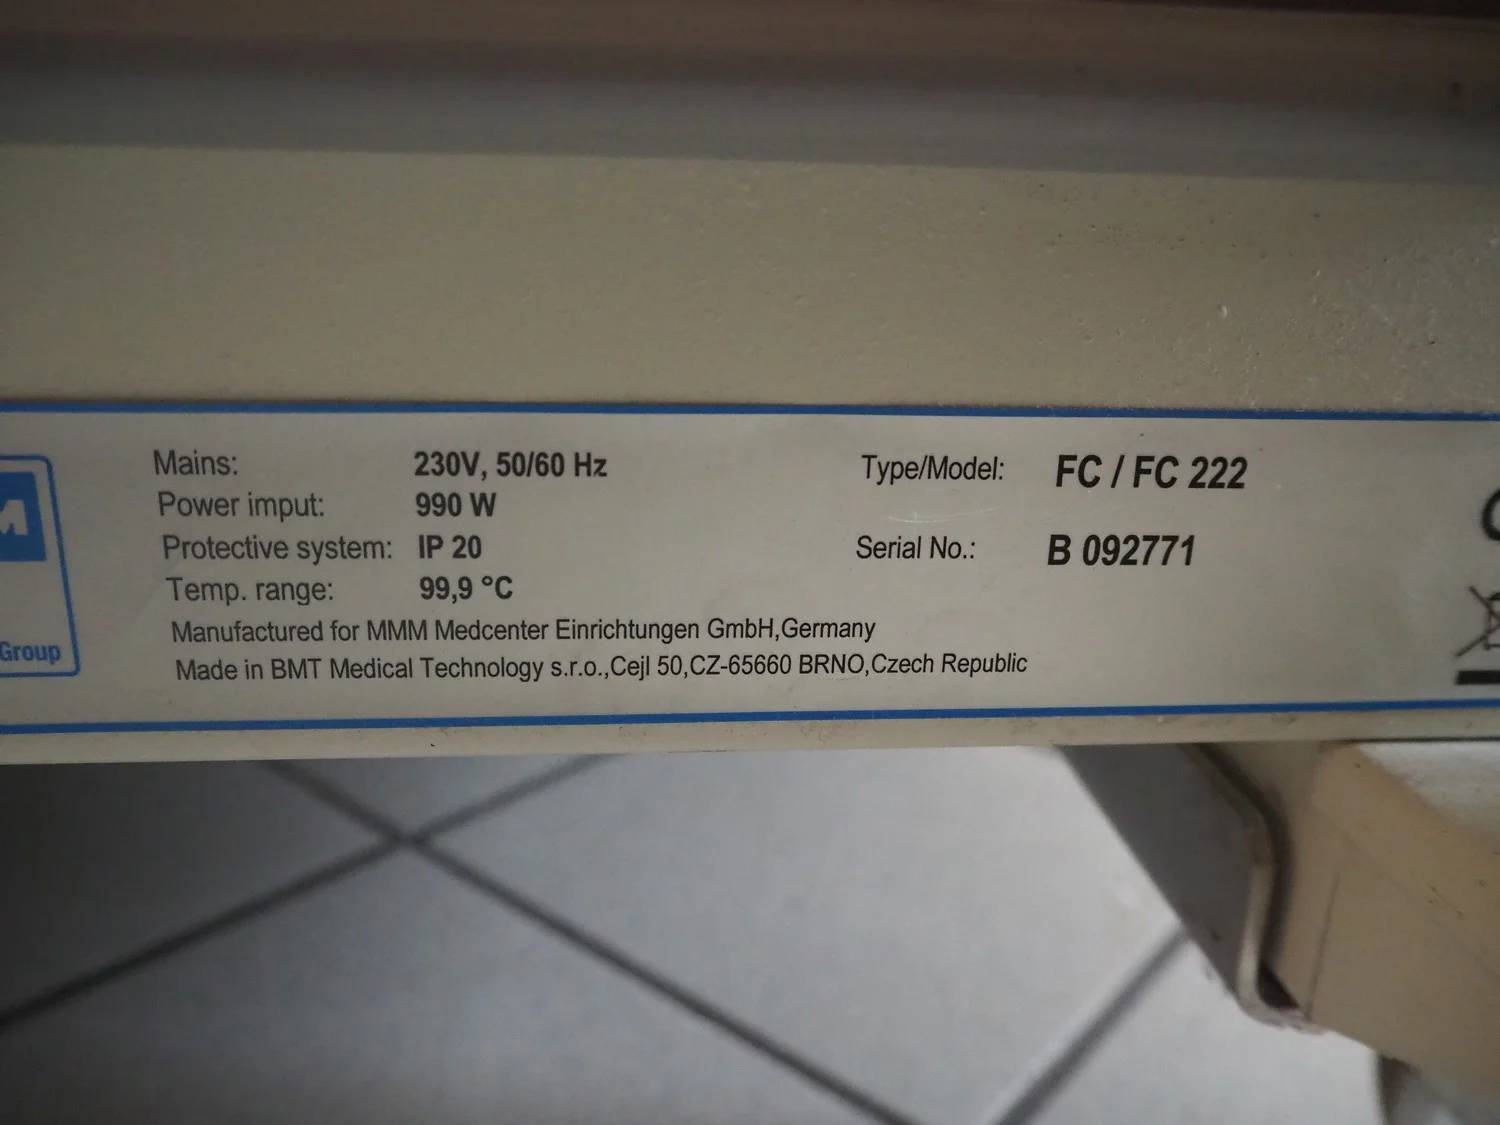 Mains: 230V, 50/60 Hz
Power imput: 990 W
Protective system: IP 20
Temp. range: 99,9 °C
Manufactured for MMM Medcenter Einrichtungen GmbH,Germany
Made in BMT Medical Technology s.r.o.,Cejl 50,CZ-65660 BRNO,Czech Republic
Type/Model: FC / FC 222
Serial No.: B 092771
M
Group